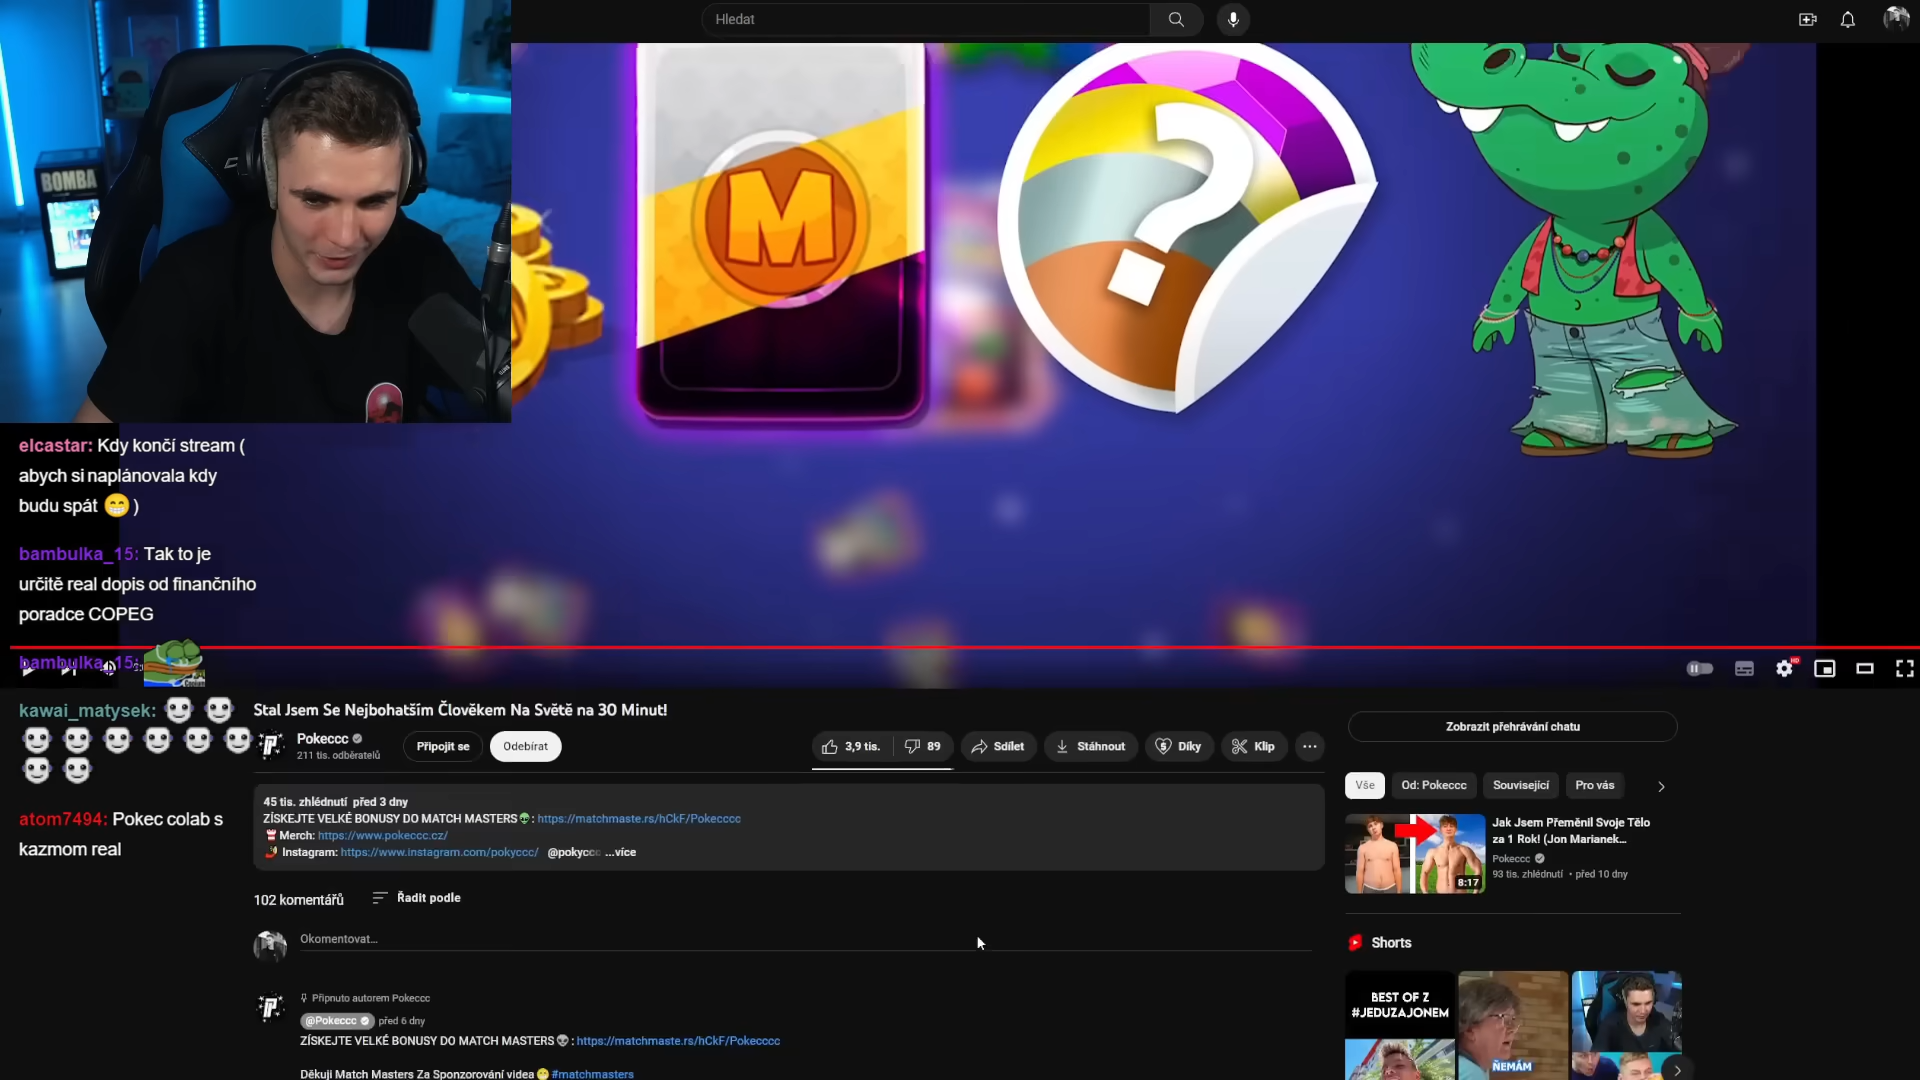 Hledat
BOMBA
M
?
elcastar: Kdy končí stream (
abych si naplánovala kdy
budu spát 😁 )
bambulka_15: Tak to je
určitě real dopis od finančního
poradce COPEG
bambulka_15:
kawai_matysek:
atom7494: Pokec colab s
kazmom real
Stal Jsem Se Nejbohatším Člověkem Na Světě na 30 Minut!
Pokeccc
211 tis. odběratelů
Připojit se
Odebírat
3,9 tis.
89
Sdílet
Stáhnout
Díky
Klip
45 tis. zhlédnutí před 3 dny
ZÍSKEJTE VELKÉ BONUSY DO MATCH MASTERS👽: https://matchmaste.rs/hCkF/Pokecccc
Merch: https://www.pokeccc.cz/
Instagram: https://www.instagram.com/pokyccc/ @pokyccc ...více
102 komentářů
Řadit podle
Okomentovat...
Připnuto autorem Pokeccc
@Pokeccc před 6 dny
ZÍSKEJTE VELKÉ BONUSY DO MATCH MASTERS👽: https://matchmaste.rs/hCkF/Pokecccc
Děkuji Match Masters Za Sponzorování videa 😁 #matchmasters
Zobrazit přehrávání chatu
Vše
Od: Pokeccc
Související
Pro vás
8:17
Jak Jsem Přeměnil Svoje Tělo
za 1 Rok! (Jon Marianek...
Pokeccc
93 tis. zhlédnutí • před 10 dny
Shorts
BEST OF Z
#JEDUZAJONEM
ŇEMÁM